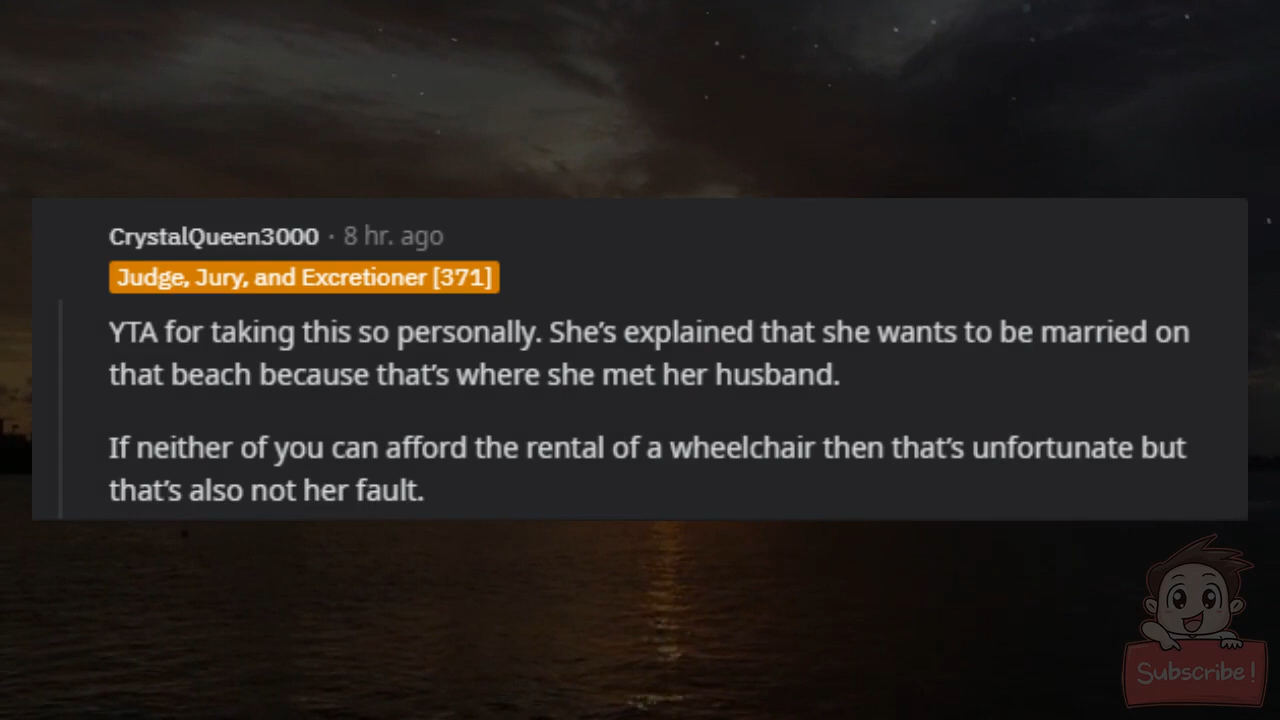 CrystalQueen3000 · 8 hr. ago
Judge, Jury, and Excretioner [371]
YTA for taking this so personally. She’s explained that she wants to be married on
that beach because that’s where she met her husband.
If neither of you can afford the rental of a wheelchair then that’s unfortunate but
that’s also not her fault.
Subscribe!